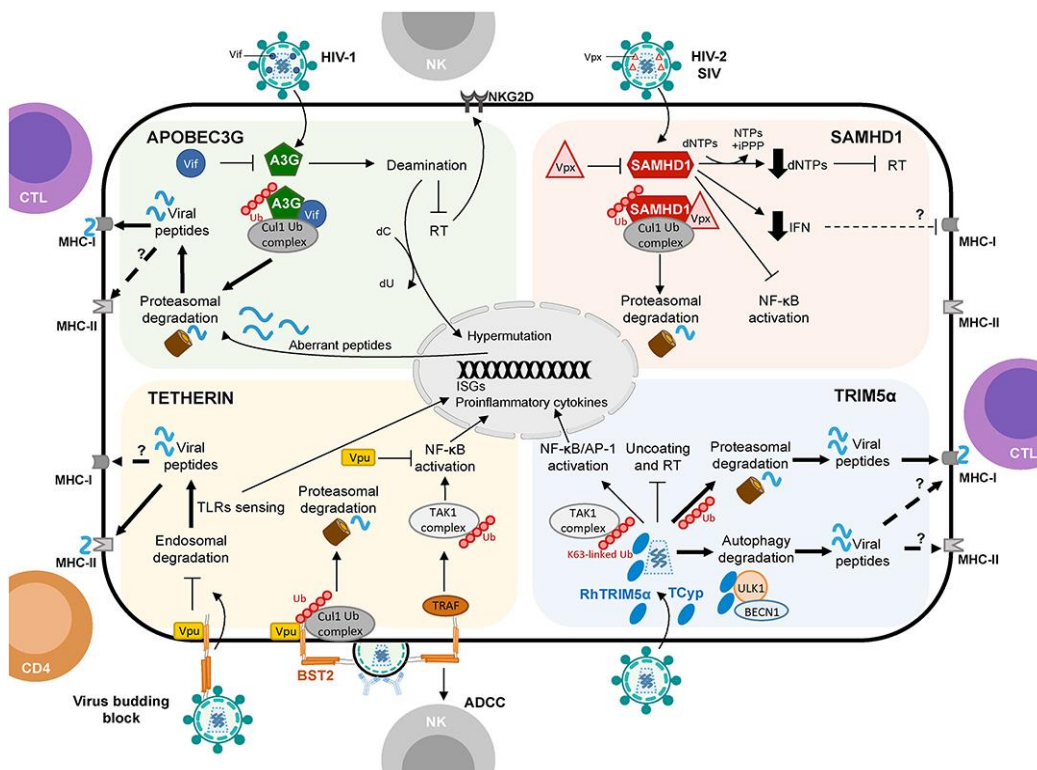 Vif
HIV-1
NK
NKG2D
Vpx
HIV-2
SIV
CTL
MHC-I
MHC-II
APOBEC3G
Vif
A3G
Deamination
RT
Ub
A3G
Vif
Cul1 Ub
complex
Viral
peptides
?
dC
dU
Proteasomal
degradation
Aberrant peptides
Hypermutation
ISGs
Proinflammatory cytokines
SAMHD1
Vpx
SAMHD1
dNTPs
NTPs
+iPPP
dNTPs
RT
Ub
SAMHD1
Vpx
Cul1 Ub
complex
IFN
?
MHC-I
NF-κB
activation
MHC-II
Proteasomal
degradation
TETHERIN
Viral
peptides
?
MHC-I
MHC-II
TLRs sensing
Endosomal
degradation
Vpu
Virus budding
block
CD4
Proteasomal
degradation
Ub
Vpu
Cul1 Ub
complex
BST2
Vpu
NF-κB
activation
TAK1
complex
Ub
TRAF
ADCC
NK
TRIM5α
NF-κB/AP-1
activation
Uncoating
and RT
Proteasomal
degradation
Viral
peptides
Ub
TAK1
complex
K63-linked Ub
RhTRIM5α
TCyp
Autophagy
degradation
ULK1
BECN1
Viral
peptides
?
?
MHC-I
MHC-II
CTL